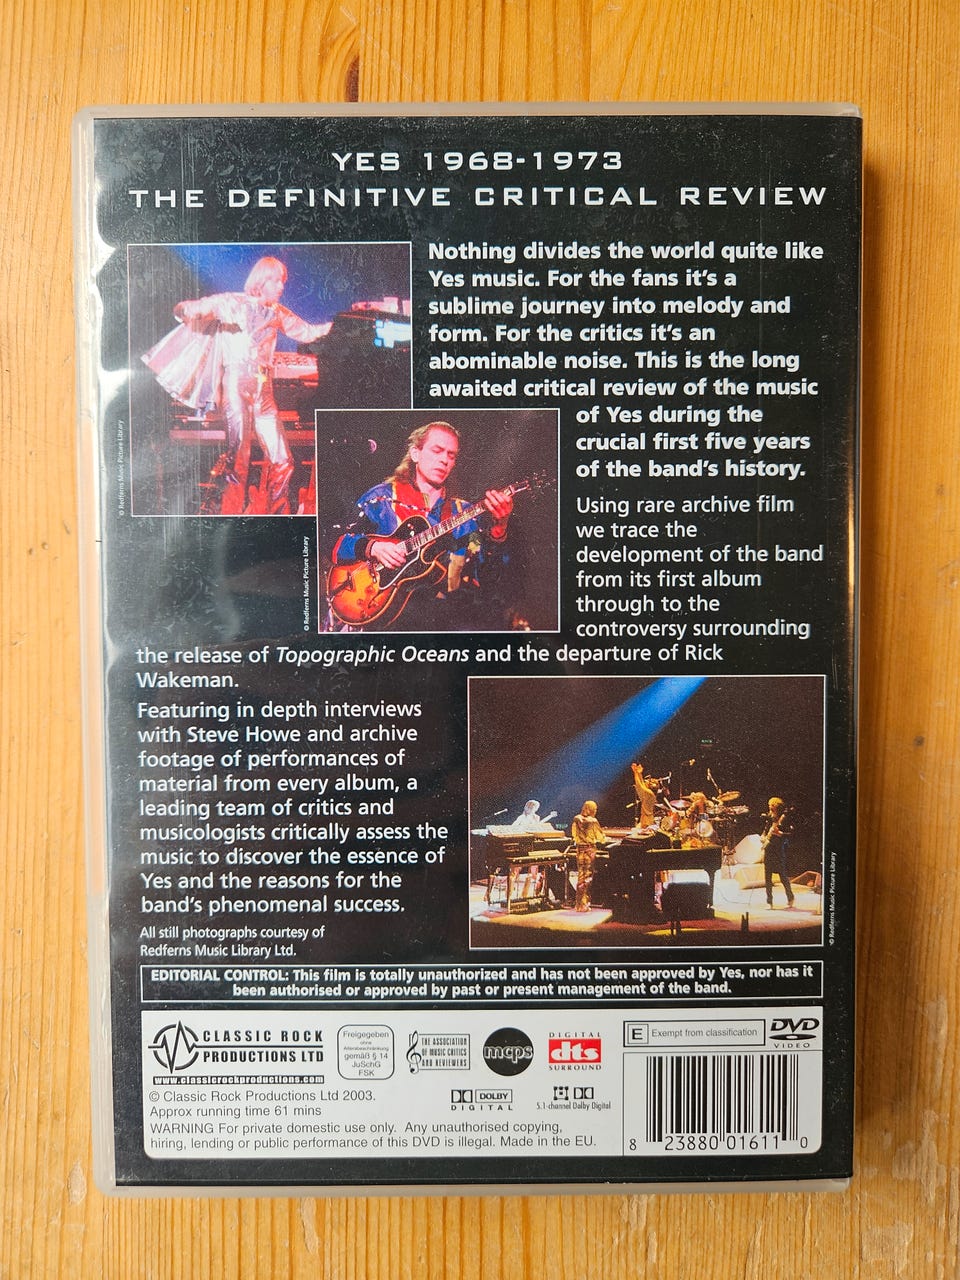 YES 1968-1973
THE DEFINITIVE CRITICAL REVIEW
Nothing divides the world quite like
Yes music. For the fans it's a
sublime journey into melody and
form. For the critics it's an
abominable noise. This is the long
awaited critical review of the music
of Yes during the
crucial first five years
of the band's history.
© Redferns Music Picture Library
© Redferns Music Picture Library
Using rare archive film
we trace the
development of the band
from its first album
through to the
controversy surrounding
the release of Topographic Oceans and the departure of Rick
Wakeman.
Featuring in depth interviews
with Steve Howe and archive
footage of performances of
material from every album, a
leading team of critics and
musicologists critically assess the
music to discover the essence of
Yes and the reasons for the
band's phenomenal success.
© Redferns Music Picture Library
All still photographs courtesy of
Redferns Music Library Ltd.
EDITORIAL CONTROL: This film is totally unauthorized and has not been approved by Yes, nor has it
been authorised or approved by past or present management of the band.
CLASSIC ROCK
PRODUCTIONS LTD
www.classicrockproductions.com
Freigegeben
ohne
Altersbeschränkung
gemäß § 14
JuSchG
FSK
THE ASSOCIATION
OF MUSIC CRITICS
AND REVIEWERS
mcps
DIGITAL
dts
SURROUND
E Exempt from classification
DVD
VIDEO
DOLBY
DIGITAL
5.1-channel Dolby Digital
© Classic Rock Productions Ltd 2003.
Approx running time 61 mins
WARNING For private domestic use only. Any unauthorised copying,
hiring, lending or public performance of this DVD is illegal. Made in the EU.
8 23880 01611 0